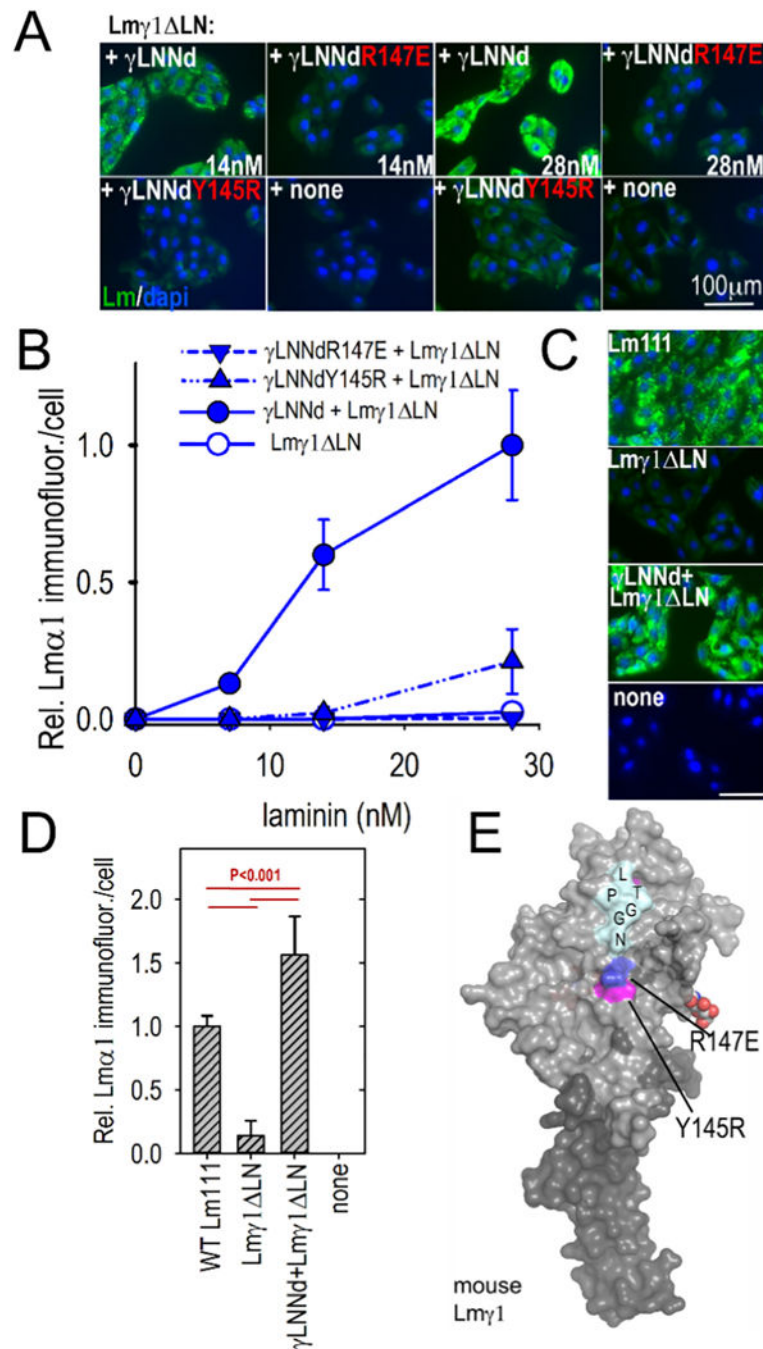 A
Lmγ1ΔLN:
+ γLNNd
+ γLNNdR147E
+ γLNNd
+ γLNNdR147E
14nM
14nM
28nM
28nM
+ γLNNdY145R
+ none
+ γLNNdY145R
+ none
Lm/dapi
100μm
B
γLNNdR147E + Lmγ1ΔLN
γLNNdY145R + Lmγ1ΔLN
γLNNd + Lmγ1ΔLN
Lmγ1ΔLN
Rel. Lmα1 immunofluor./cell
1.0
0.5
0.0
0
10
20
30
laminin (nM)
C
Lm111
Lmγ1ΔLN
γLNNd+
Lmγ1ΔLN
none
D
P<0.001
Rel. Lmα1 immunofluor./cell
2.0
1.5
1.0
0.5
0.0
WT Lm111
Lmγ1ΔLN
γLNNd+Lmγ1ΔLN
none
E
L
P
T
G
G
N
R147E
Y145R
mouse
Lmγ1